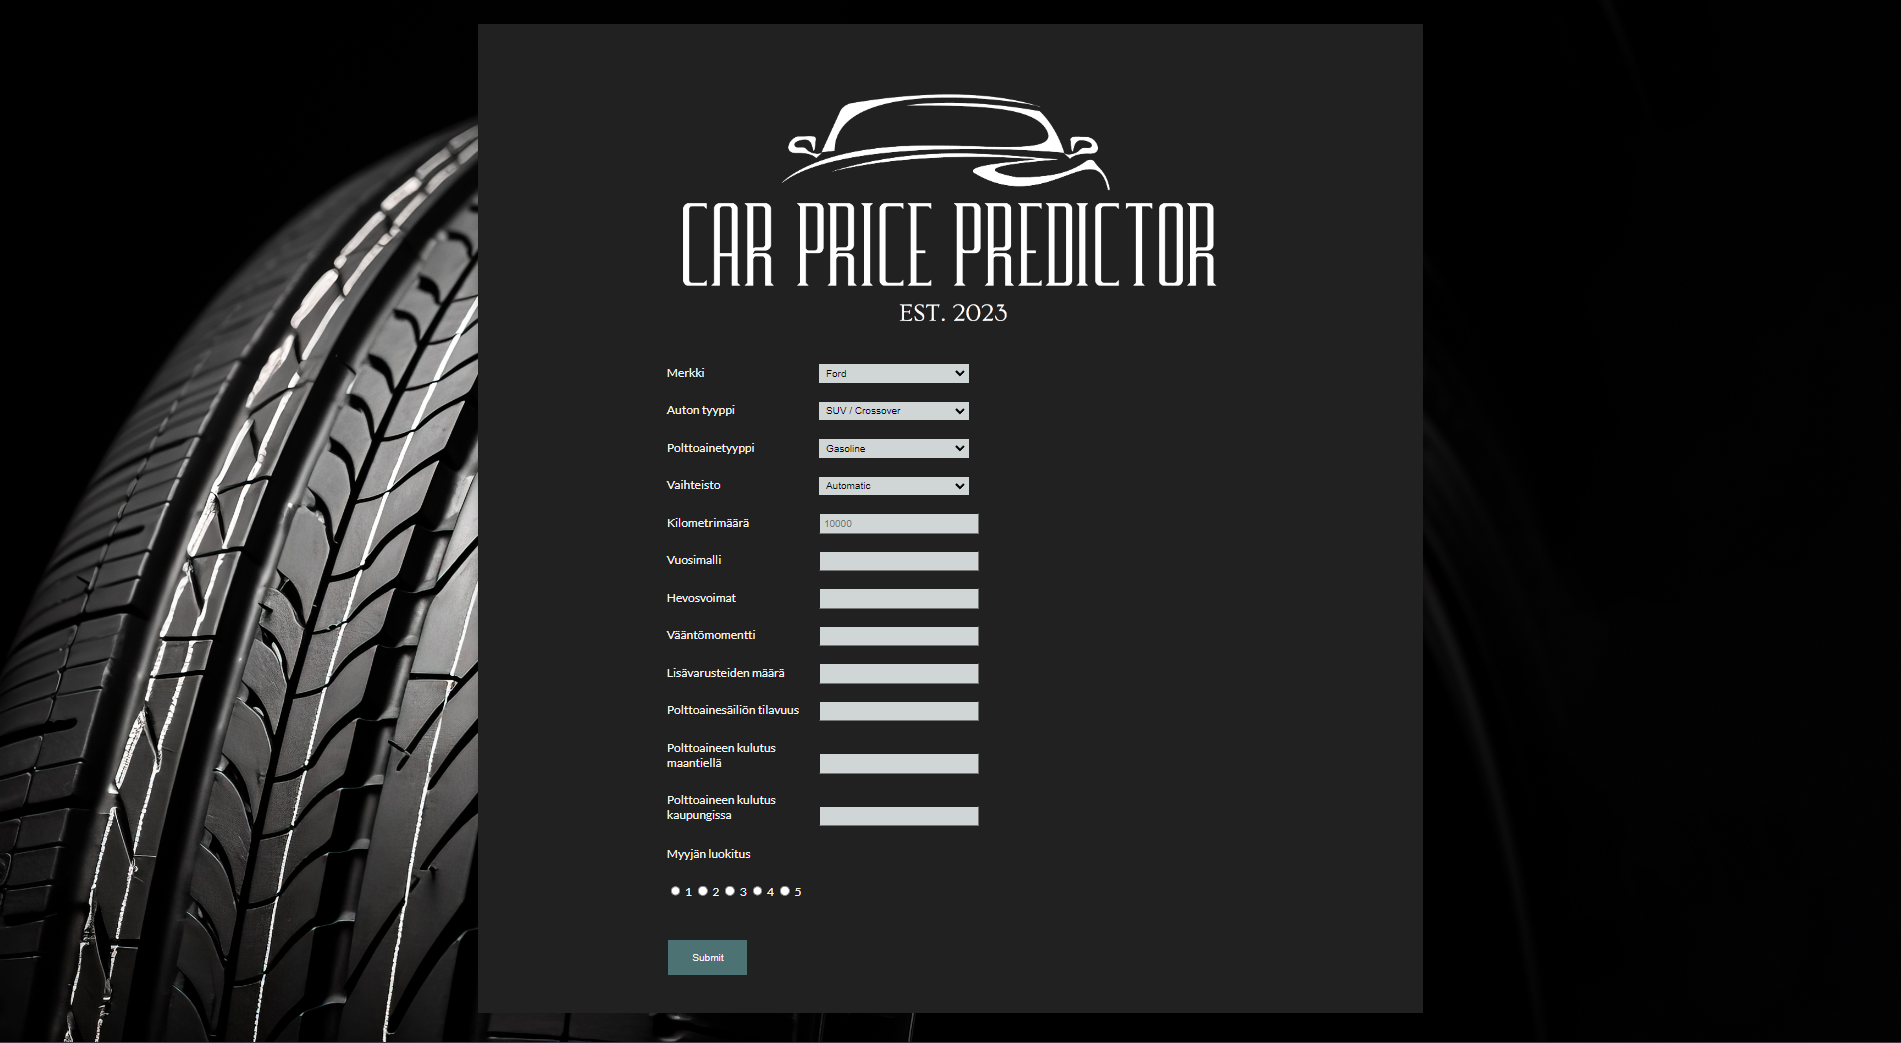 CAR PRICE PREDICTOR
EST. 2023
Merkki Ford
Auton tyyppi SUV / Crossover
Polttoainetyyppi Gasoline
Vaihteisto Automatic
Kilometrimäärä 10000
Vuosimalli
Hevosvoimat
Vääntömomentti
Lisävarusteiden määrä
Polttoainesäiliön tilavuus
Polttoaineen kulutus
maantiellä
Polttoaineen kulutus
kaupungissa
Myyjän luokitus
1 2 3 4 5
Submit